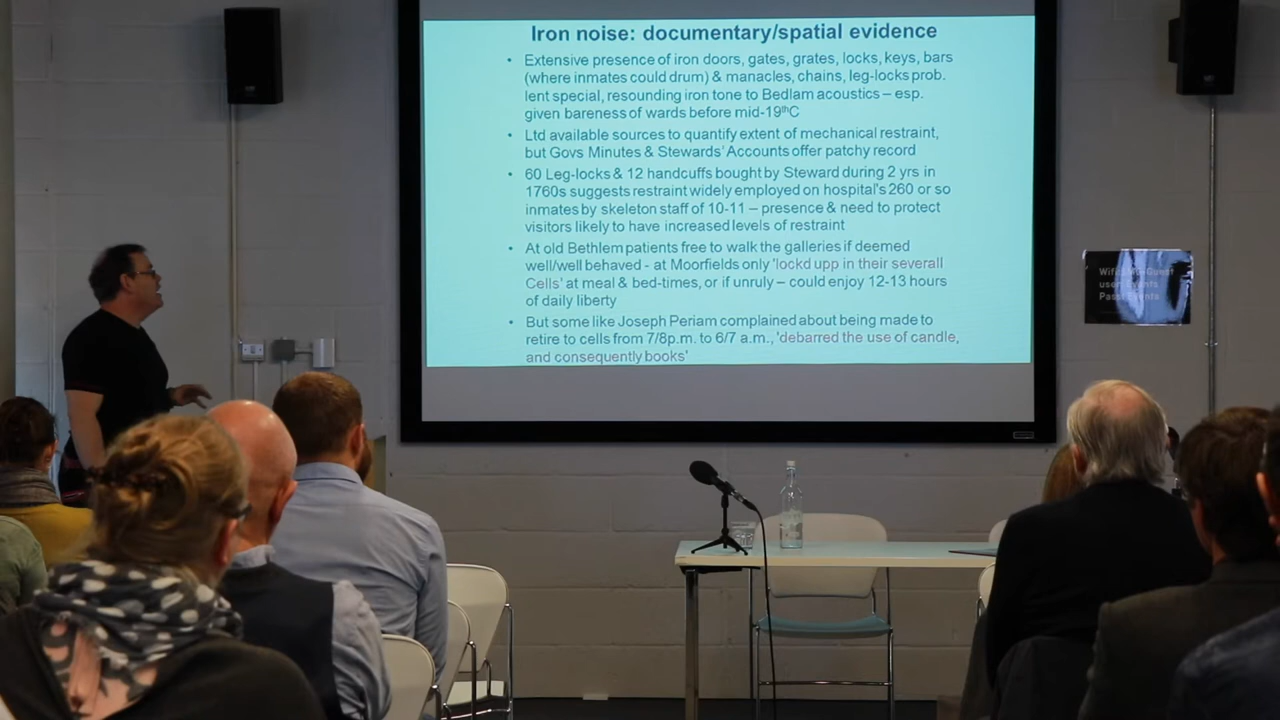 Iron noise: documentary/spatial evidence
• Extensive presence of iron doors, gates, grates, locks, keys, bars
(where inmates could drum) & manacles, chains, leg-locks prob.
lent special, resounding iron tone to Bedlam acoustics – esp.
given bareness of wards before mid-19thC
• Ltd available sources to quantify extent of mechanical restraint,
but Govs Minutes & Stewards' Accounts offer patchy record
• 60 Leg-locks & 12 handcuffs bought by Steward during 2 yrs in
1760s suggests restraint widely employed on hospital's 260 or so
inmates by skeleton staff of 10-11 – presence & need to protect
visitors likely to have increased levels of restraint
• At old Bethlem patients free to walk the galleries if deemed
well/well behaved - at Moorfields only 'lockd upp in their severall
Cells' at meal & bed-times, or if unruly – could enjoy 12-13 hours
of daily liberty
• But some like Joseph Periam complained about being made to
retire to cells from 7/8p.m. to 6/7 a.m., 'debarred the use of candle,
and consequently books'